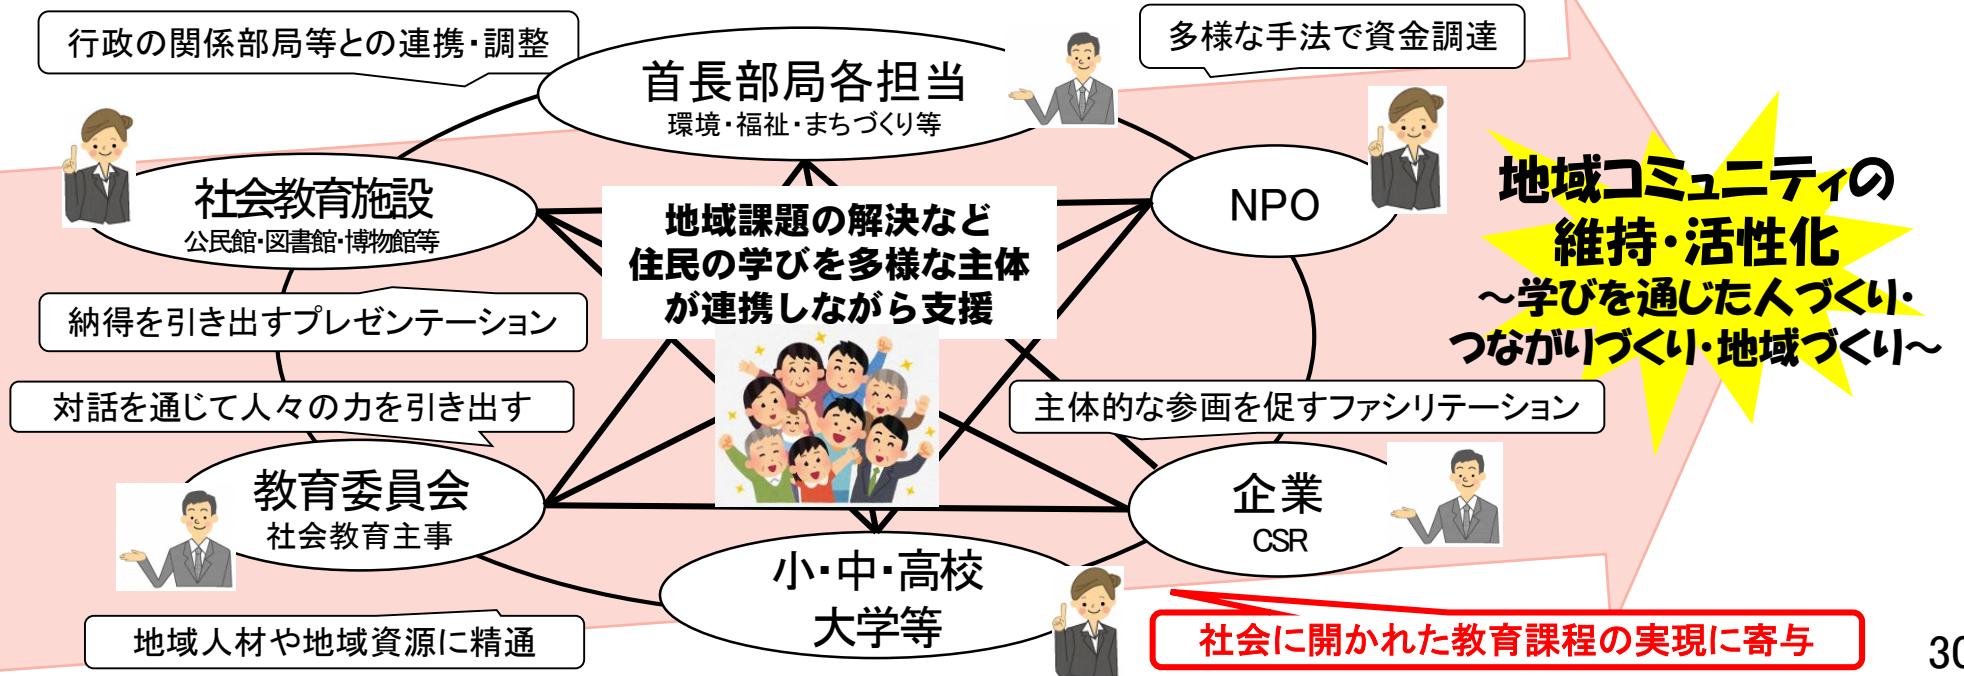 行政の関係部局等との連携・調整
首長部局各担当
環境・福祉・まちづくり等
多様な手法で資金調達
社会教育施設
公民館・図書館・博物館等
NPO
地域課題の解決など
住民の学びを多様な主体
が連携しながら支援
地域コミュニティの
維持・活性化
～学びを通じた人づくり・
つながりづくり・地域づくり～
納得を引き出すプレゼンテーション
対話を通じて人々の力を引き出す
主体的な参画を促すファシリテーション
教育委員会
社会教育主事
企業
CSR
小・中・高校
大学等
地域人材や地域資源に精通
社会に開かれた教育課程の実現に寄与
30